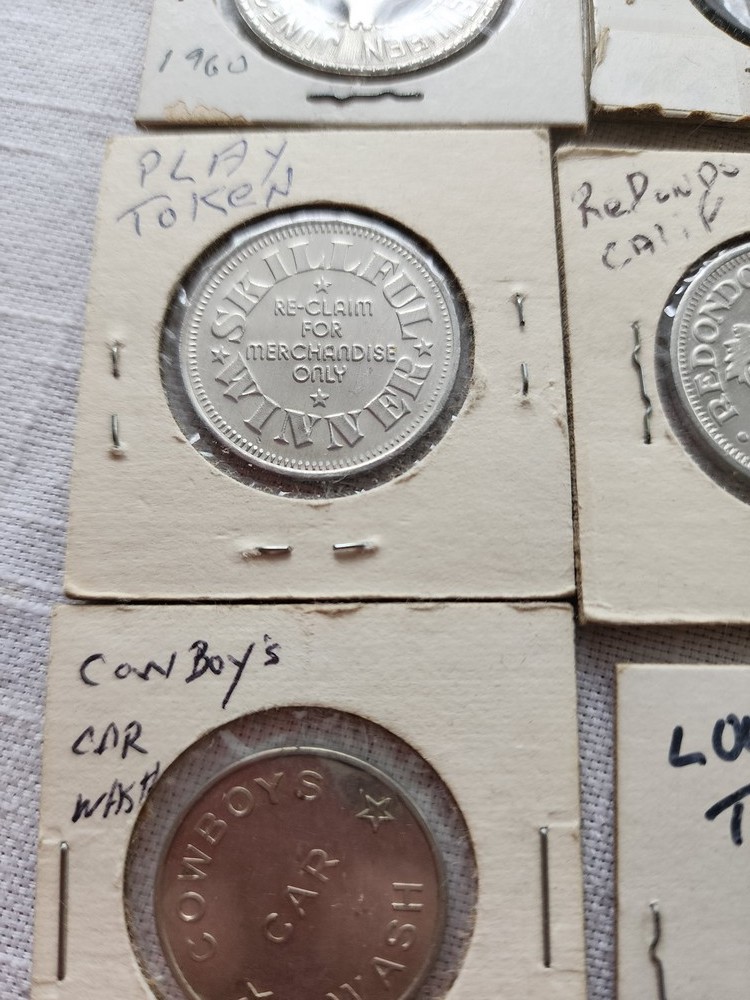 1960
PLAY
TOKEN
SKILLFUL
RE-CLAIM
FOR
MERCHANDISE
ONLY
WINNER
ReDondo
CALIF
REDONDO
COWBOY'S
CAR
WASH
COWBOYS
CAR
WASH